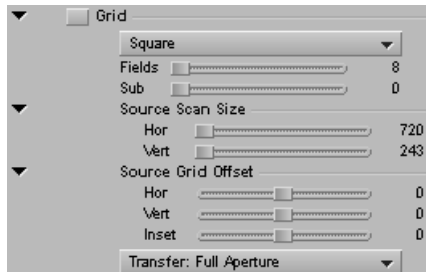 Grid
Square
Fields 8
Sub 0
Source Scan Size
Hor 720
Vert 243
Source Grid Offset
Hor 0
Vert 0
Inset 0
Transfer: Full Aperture